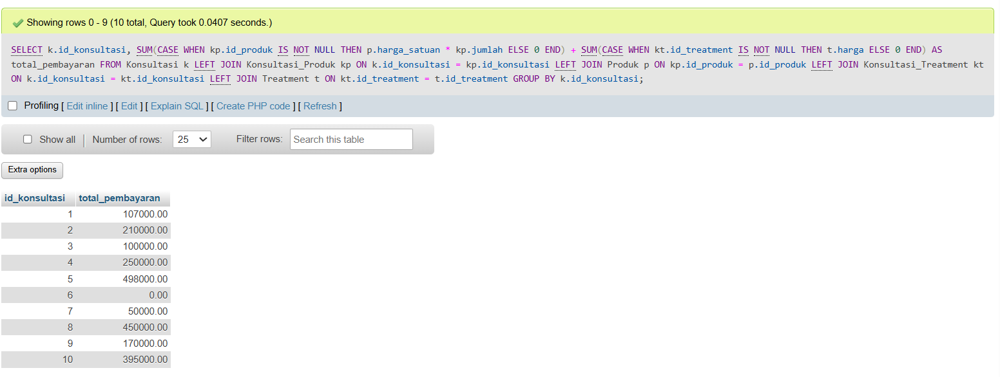 Showing rows 0 - 9 (10 total, Query took 0.0407 seconds.)
SELECT k.id_konsultasi, SUM(CASE WHEN kp.id_produk IS NOT NULL THEN p.harga_satuan * kp.jumlah ELSE 0 END) + SUM(CASE WHEN kt.id_treatment IS NOT NULL THEN t.harga ELSE 0 END) AS
total_pembayaran FROM Konsultasi k LEFT JOIN Konsultasi_Produk kp ON k.id_konsultasi = kp.id_konsultasi LEFT JOIN Produk p ON kp.id_produk = p.id_produk LEFT JOIN Konsultasi_Treatment kt
ON k.id_konsultasi = kt.id_konsultasi LEFT JOIN Treatment t ON kt.id_treatment = t.id_treatment GROUP BY k.id_konsultasi;
Profiling [ Edit inline ] [ Edit ] [ Explain SQL ] [ Create PHP code ] [ Refresh ]
Show all | Number of rows: 25 Filter rows: Search this table
Extra options
id_konsultasi total_pembayaran
1 107000.00
2 210000.00
3 100000.00
4 250000.00
5 498000.00
6 0.00
7 50000.00
8 450000.00
9 170000.00
10 395000.00